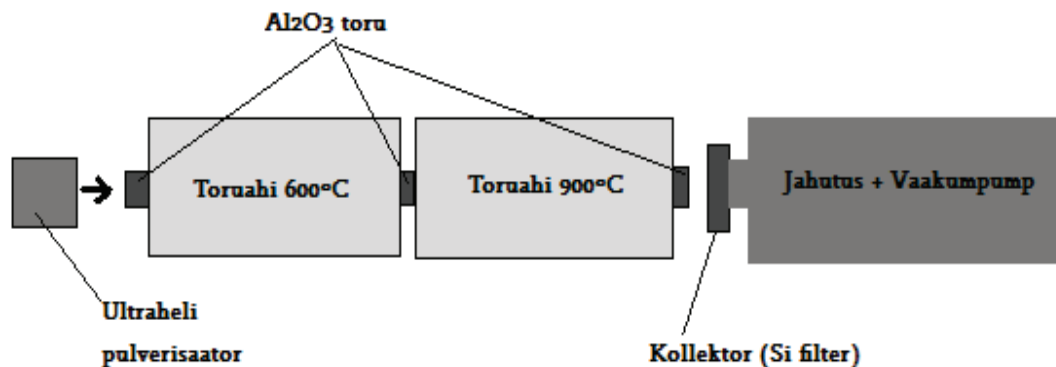 Al2O3 toru
Toruahi 600°C
Toruahi 900°C
Jahutus + Vaakumpump
Ultraheli
pulverisaator
Kollektor (Si filter)